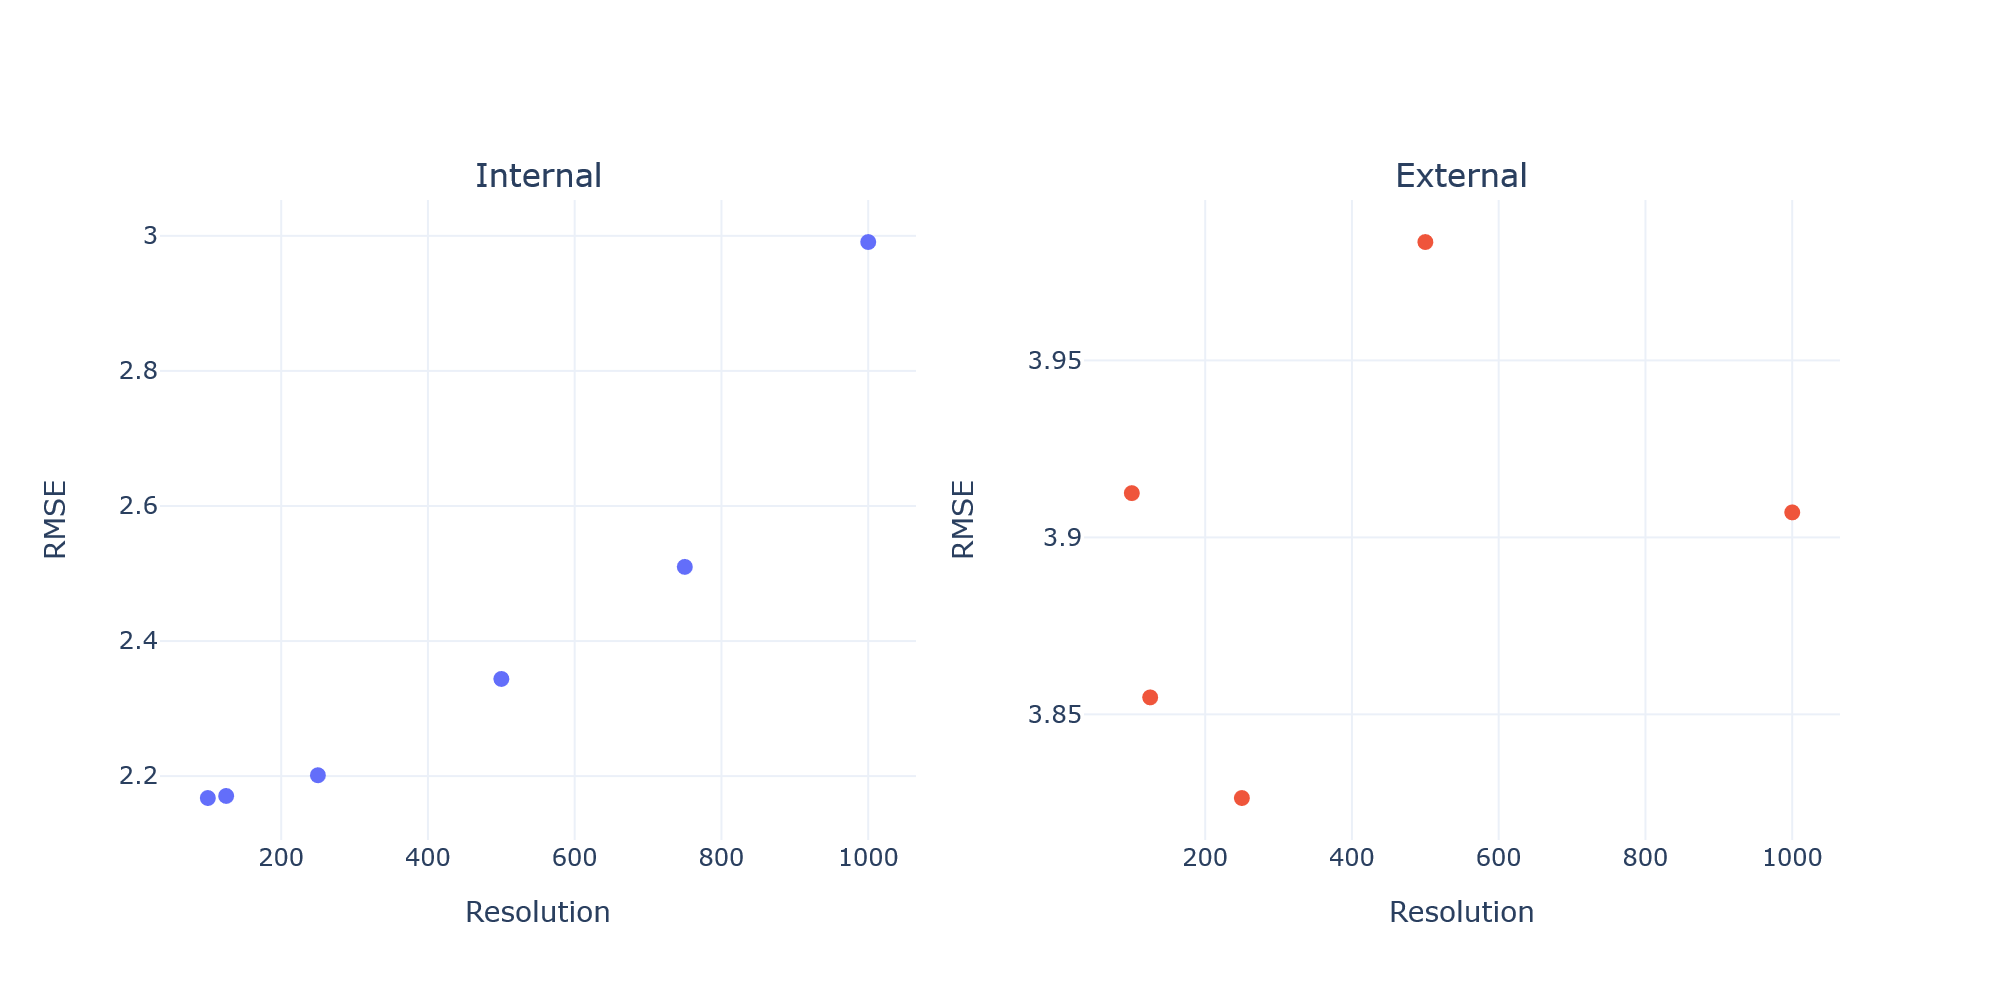 Internal
RMSE
3
2.8
2.6
2.4
2.2
200 400 600 800 1000
Resolution
External
RMSE
3.95
3.9
3.85
200 400 600 800 1000
Resolution